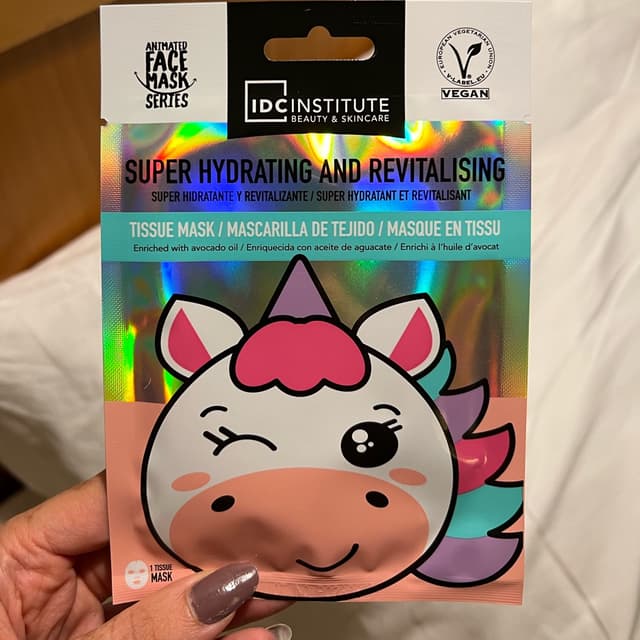 ANIMATED
FACE
MASK
SERIES
EUROPEAN VEGETARIAN UNION
V-LABEL.EU
VEGAN
IDC INSTITUTE
BEAUTY & SKINCARE
SUPER HYDRATING AND REVITALISING
SUPER HIDRATANTE Y REVITALIZANTE / SUPER HYDRATANT ET REVITALISANT
TISSUE MASK / MASCARILLA DE TEJIDO / MASQUE EN TISSU
Enriched with avocado oil / Enriquecida con aceite de aguacate / Enrichi à l'huile d'avocat
1 TISSUE
MASK